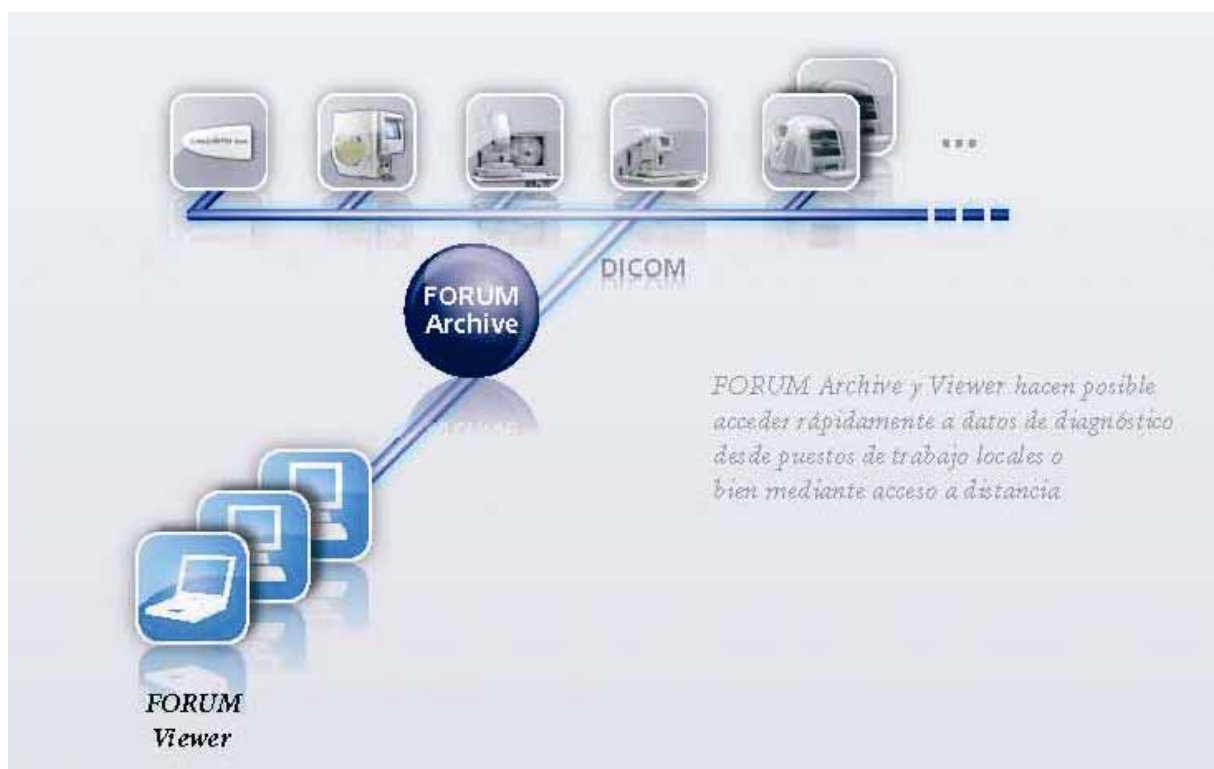 ...
DICOM
FORUM
Archive
FORUM Archive y Viewer hacen posible
acceder rápidamente a datos de diagnóstico
desde puestos de trabajo locales o
bien mediante acceso a distancia
FORUM
Viewer